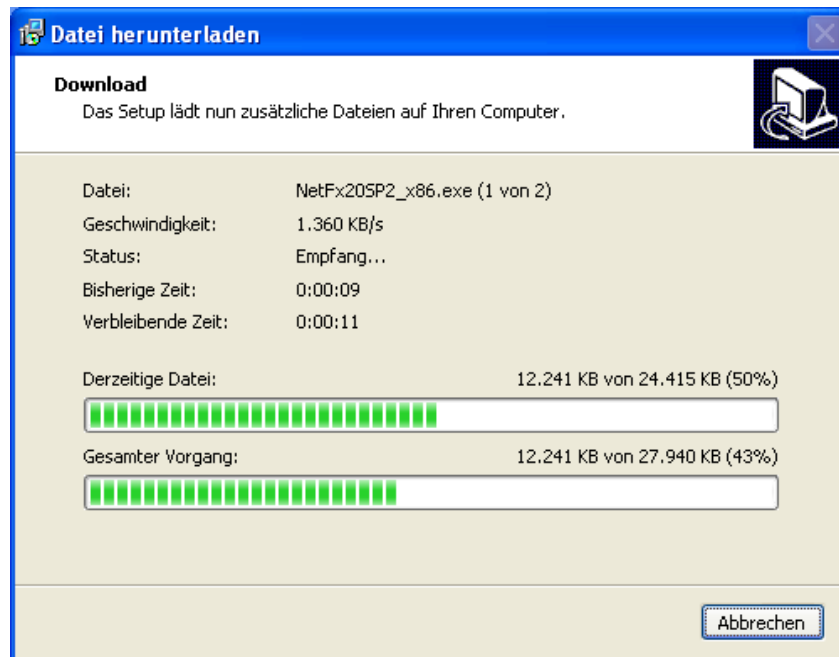 Datei herunterladen
Download
Das Setup lädt nun zusätzliche Dateien auf Ihren Computer.
Datei: NetFx20SP2_x86.exe (1 von 2)
Geschwindigkeit: 1.360 KB/s
Status: Empfang...
Bisherige Zeit: 0:00:09
Verbleibende Zeit: 0:00:11
Derzeitige Datei: 12.241 KB von 24.415 KB (50%)
Gesamter Vorgang: 12.241 KB von 27.940 KB (43%)
Abbrechen